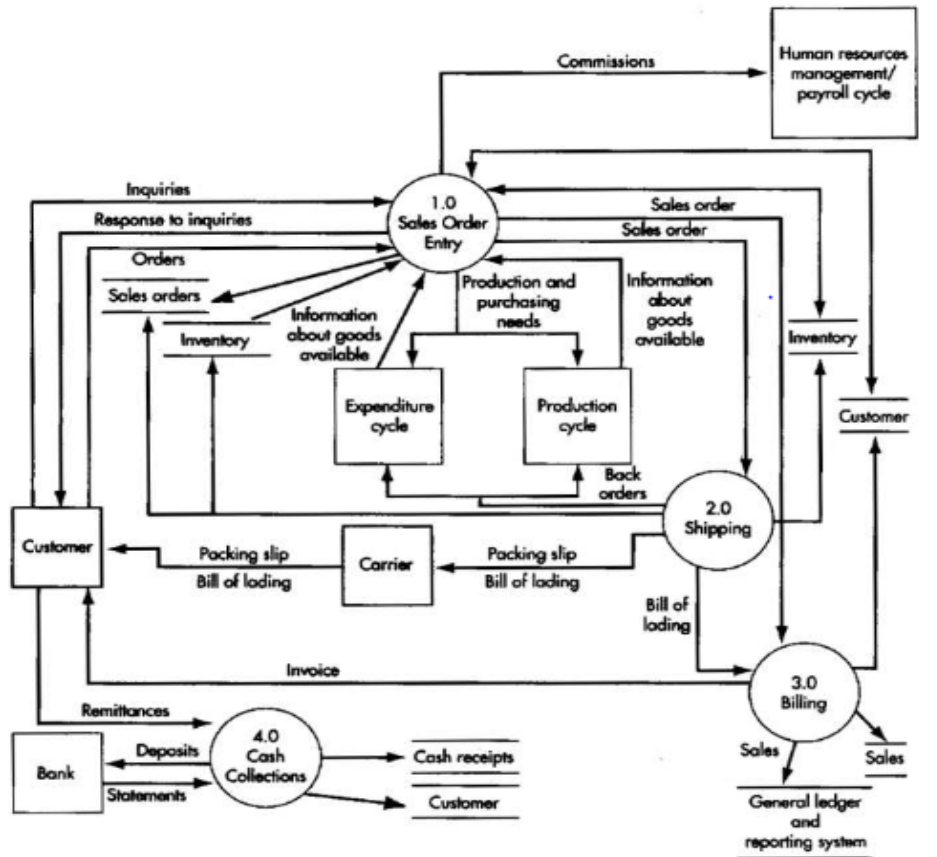 Commissions
Human resources
management/
payroll cycle
Inquiries
1.0
Sales Order
Entry
Sales order
Response to inquiries
Sales order
Orders
Sales orders
Information
about goods
available
Production and
purchasing
needs
Information
about
goods
available
Inventory
Inventory
Expenditure
cycle
Production
cycle
Customer
Back
orders
2.0
Shipping
Customer
Packing slip
Bill of lading
Carrier
Packing slip
Bill of lading
Bill of
lading
Invoice
3.0
Billing
Remittances
4.0
Cash
Collections
Bank
Deposits
Statements
Cash receipts
Customer
Sales
Sales
General ledger
and
reporting system